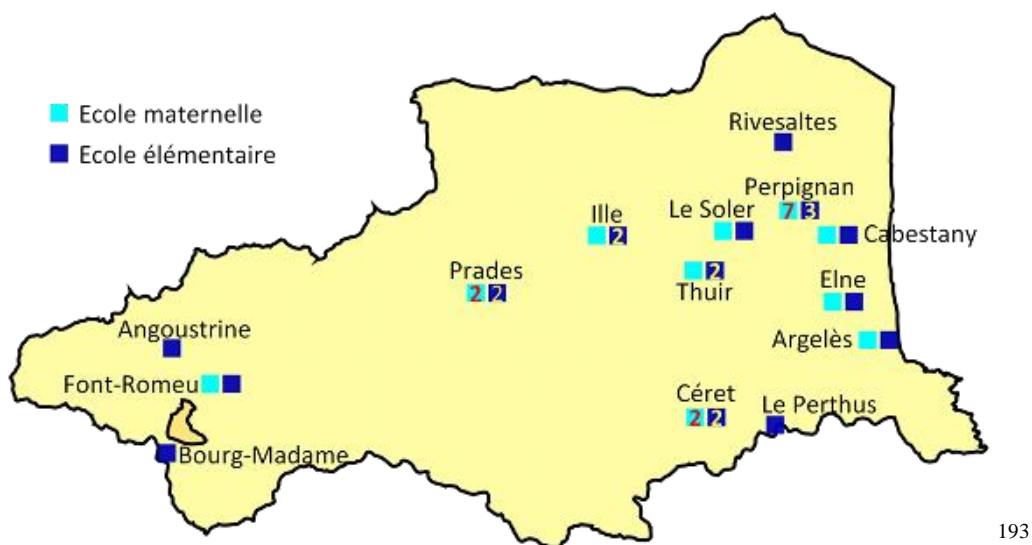 Ecole maternelle
Ecole élémentaire
Rivesaltes
Perpignan
7 3
Ille
2
Le Soler
Cabestany
Prades
2 2
2
Thuir
Elne
Angoustrine
Argelès
Font-Romeu
Céret
2 2
Le Perthus
Bourg-Madame
193